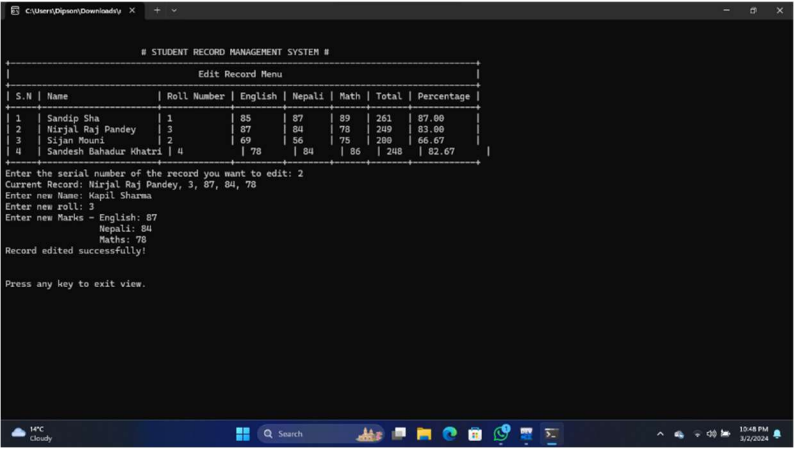 C:\Users\Dipson\Downloads\r
# STUDENT RECORD MANAGEMENT SYSTEM #
Edit Record Menu
| S.N | Name | Roll Number | English | Nepali | Math | Total | Percentage |
| 1 | Sandip Sha | 1 | 85 | 87 | 89 | 261 | 87.00 |
| 2 | Nirjal Raj Pandey | 3 | 87 | 84 | 78 | 249 | 83.00 |
| 3 | Sijan Mouni | 2 | 69 | 56 | 75 | 200 | 66.67 |
| 4 | Sandesh Bahadur Khatri | 4 | 78 | 84 | 86 | 248 | 82.67 |
Enter the serial number of the record you want to edit: 2
Current Record: Nirjal Raj Pandey, 3, 87, 84, 78
Enter new Name: Kapil Sharma
Enter new roll: 3
Enter new Marks - English: 87
Nepali: 84
Maths: 78
Record edited successfully!
Press any key to exit view.
14°C
Cloudy
Search
10:48 PM
3/2/2024